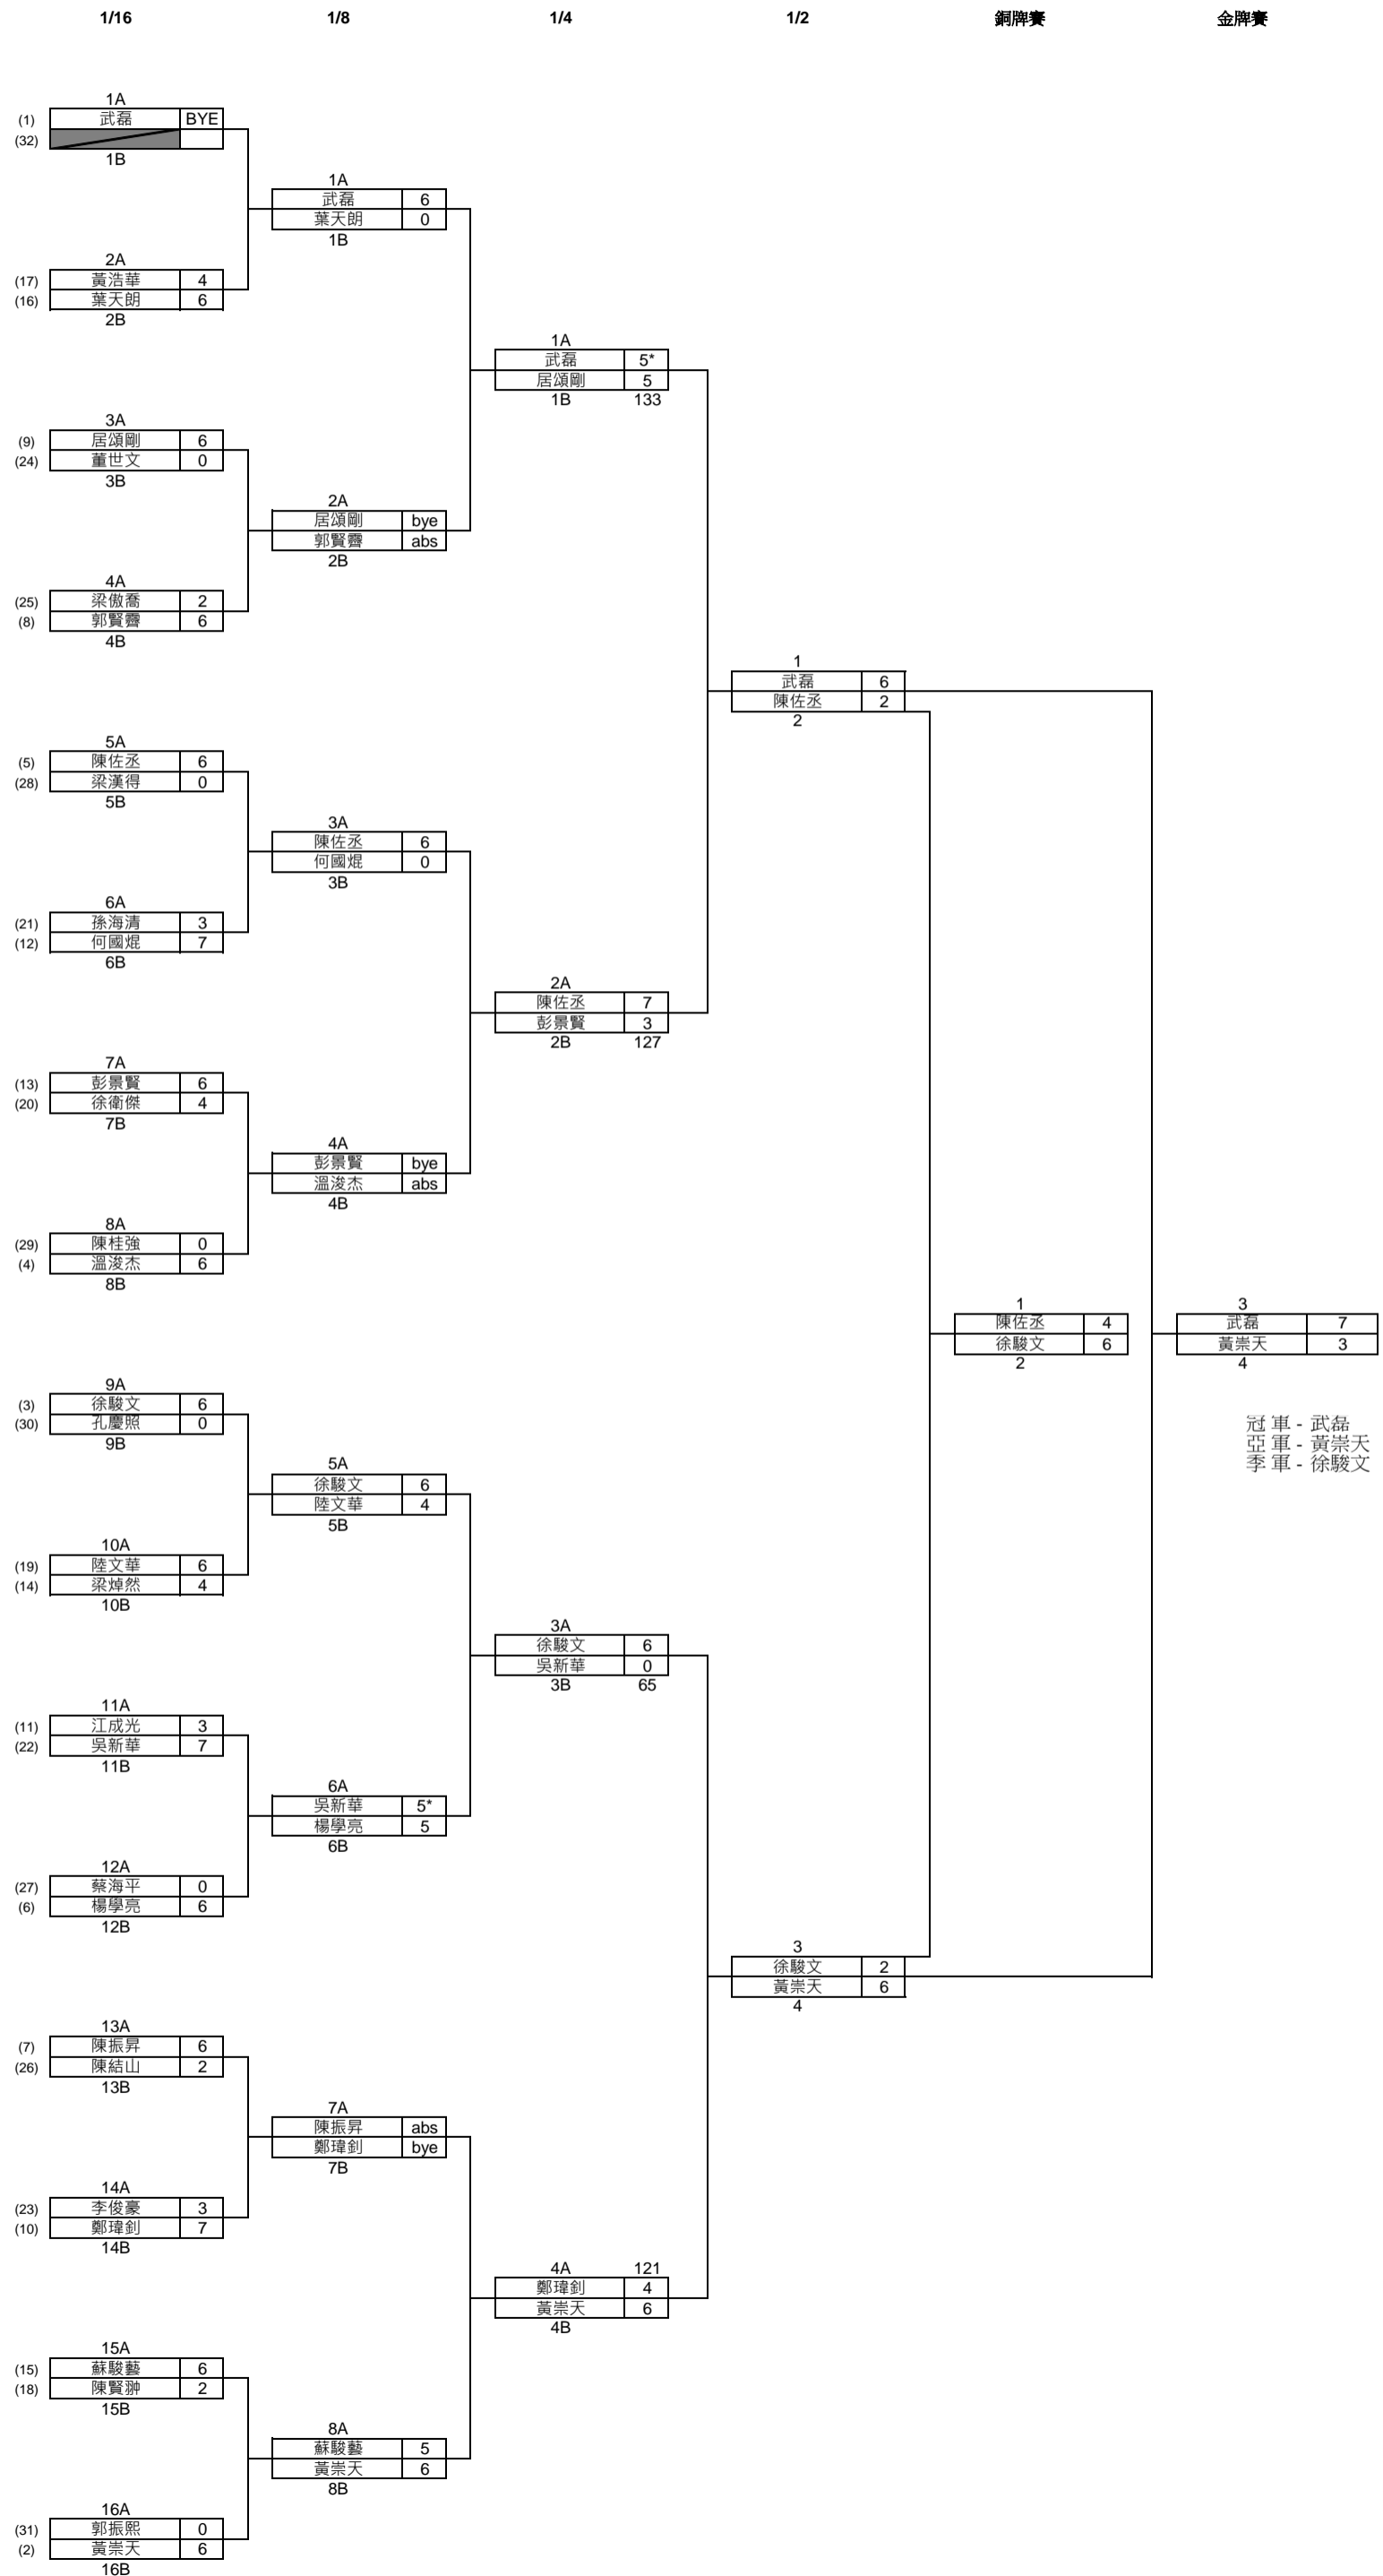 1/16 1/8 1/4 1/2 銅牌賽 金牌賽
1A
(1) 武磊 BYE
(32)
1B
1A
武磊 6
葉天朗 0
1B
2A
(17) 黃浩華 4
(16) 葉天朗 6
2B
1A
武磊 5*
居頌剛 5
1B 133
3A
(9) 居頌剛 6
(24) 董世文 0
3B
2A
居頌剛 bye
郭賢霽 abs
2B
4A
(25) 梁傲喬 2
(8) 郭賢霽 6
4B
1
武磊 6
陳佐丞 2
2
5A
(5) 陳佐丞 6
(28) 梁漢得 0
5B
3A
陳佐丞 6
何國焜 0
3B
6A
(21) 孫海清 3
(12) 何國焜 7
6B
2A
陳佐丞 7
彭景賢 3
2B 127
7A
(13) 彭景賢 6
(20) 徐衛傑 4
7B
4A
彭景賢 bye
溫浚杰 abs
4B
8A
(29) 陳桂強 0
(4) 溫浚杰 6
8B
1
陳佐丞 4
徐駿文 6
2
3
武磊 7
黃崇天 3
4
9A
(3) 徐駿文 6
(30) 孔慶照 0
9B
冠 軍 - 武磊
亞 軍 - 黃崇天
季 軍 - 徐駿文
5A
徐駿文 6
陸文華 4
5B
10A
(19) 陸文華 6
(14) 梁焯然 4
10B
3A
徐駿文 6
吳新華 0
3B 65
11A
(11) 江成光 3
(22) 吳新華 7
11B
6A
吳新華 5*
楊學亮 5
6B
12A
(27) 蔡海平 0
(6) 楊學亮 6
12B
3
徐駿文 2
黃崇天 6
4
13A
(7) 陳振昇 6
(26) 陳結山 2
13B
7A
陳振昇 abs
鄭瑋釗 bye
7B
14A
(23) 李俊豪 3
(10) 鄭瑋釗 7
14B
4A 121
鄭瑋釗 4
黃崇天 6
4B
15A
(15) 蘇駿藝 6
(18) 陳賢翀 2
15B
8A
蘇駿藝 5
黃崇天 6
8B
16A
(31) 郭振熙 0
(2) 黃崇天 6
16B